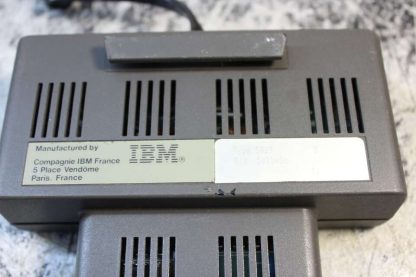 Manufactured by
IBM®
Compagnie IBM France
5 Place Vendôme
Paris. France